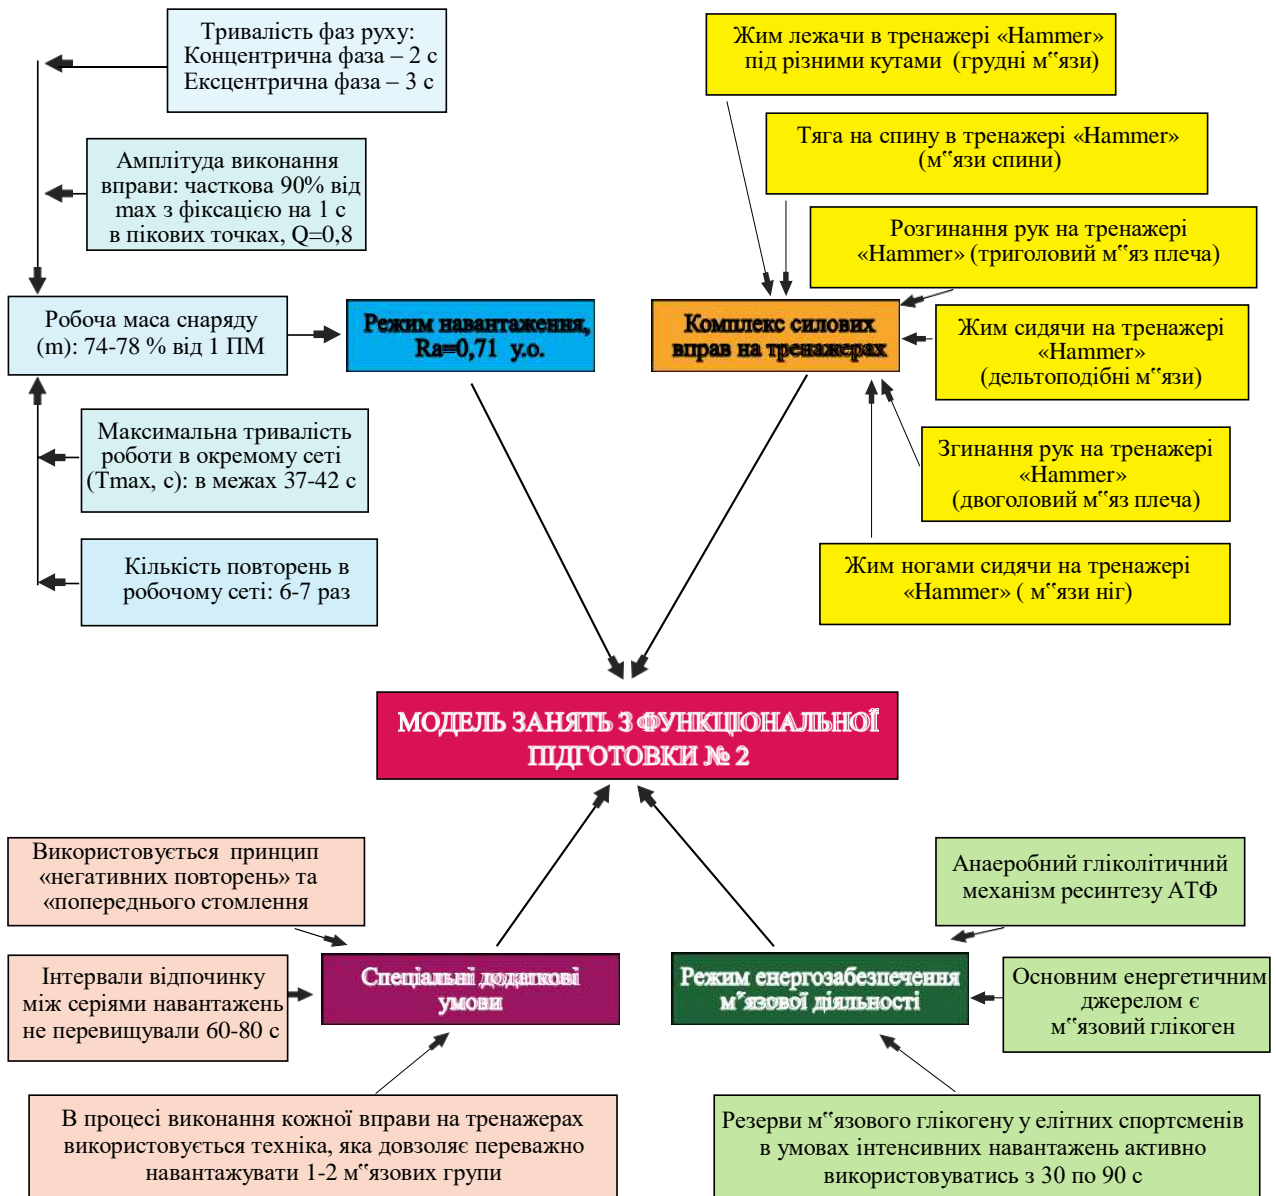 Тривалість фаз руху:
Концентрична фаза – 2 с
Ексцентрична фаза – 3 с
Амплітуда виконання
вправи: часткова 90% від
max з фіксацією на 1 с
в пікових точках, Q=0,8
Робоча маса снаряду
(m): 74-78 % від 1 ПМ
Режим навантаження,
Ra=0,71 у.о.
Максимальна тривалість
роботи в окремому сеті
(Tmax, с): в межах 37-42 с
Кількість повторень в
робочому сеті: 6-7 раз
Жим лежачи в тренажері «Hammer»
під різними кутами (грудні м‟язи)
Тяга на спину в тренажері «Hammer»
(м‟язи спини)
Розгинання рук на тренажері
«Hammer» (триголовий м‟яз плеча)
Комплекс силових
вправ на тренажерах
Жим сидячи на тренажері
«Hammer»
(дельтоподібні м‟язи)
Згинання рук на тренажері
«Hammer»
(двоголовий м‟яз плеча)
Жим ногами сидячи на тренажері
«Hammer» ( м‟язи ніг)
МОДЕЛЬ ЗАНЯТЬ З ФУНКЦІОНАЛЬНОЇ
ПІДГОТОВКИ № 2
Використовується принцип
«негативних повторень» та
«попереднього стомлення
Інтервали відпочинку
між серіями навантажень
не перевищували 60-80 с
Спеціальні додаткові
умови
В процесі виконання кожної вправи на тренажерах
використовується техніка, яка довзоляє переважно
навантажувати 1-2 м‟язових групи
Анаеробний гліколітичний
механізм ресинтезу АТФ
Режим енергозабезпечення
м‟язової діяльності
Основним енергетичним
джерелом є
м‟язовий глікоген
Резерви м‟язового глікогену у елітних спортсменів
в умовах інтенсивних навантажень активно
використовуватись з 30 по 90 с